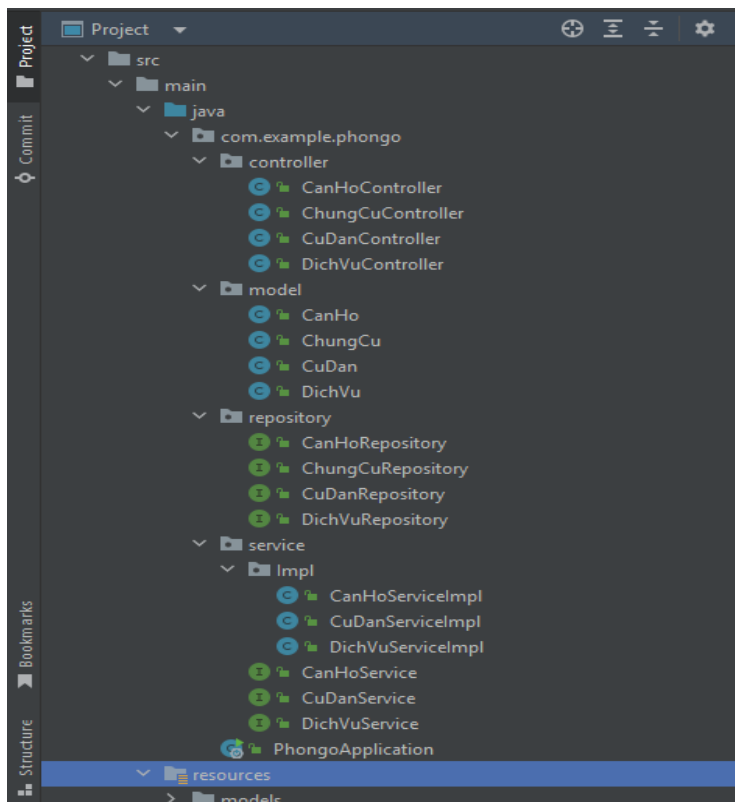 Project
src
main
java
com.example.phongo
controller
CanHoController
ChungCuController
CuDanController
DichVuController
model
CanHo
ChungCu
CuDan
DichVu
repository
CanHoRepository
ChungCuRepository
CuDanRepository
DichVuRepository
service
Impl
CanHoServiceImpl
CuDanServiceImpl
DichVuServiceImpl
CanHoService
CuDanService
DichVuService
PhongoApplication
resources
models
Project
Commit
Bookmarks
Structure